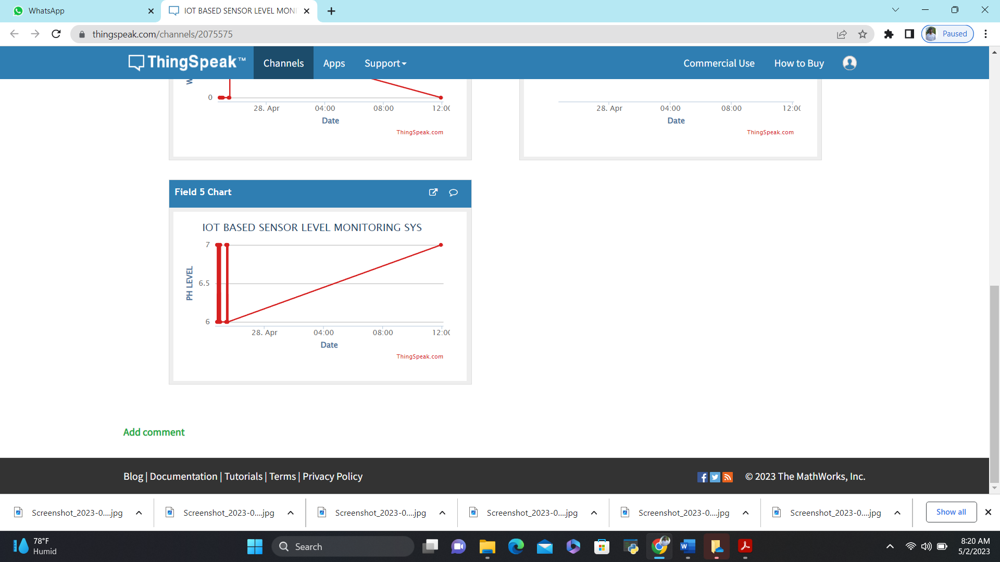 WhatsApp
IOT BASED SENSOR LEVEL MONI
thingspeak.com/channels/2075575
Paused
ThingSpeak™
Channels
Apps
Support
Commercial Use
How to Buy
W
0
28. Apr 04:00 08:00 12:00
Date
ThingSpeak.com
28. Apr 04:00 08:00 12:00
Date
ThingSpeak.com
Field 5 Chart
IOT BASED SENSOR LEVEL MONITORING SYS
PH LEVEL
7
6.5
6
28. Apr 04:00 08:00 12:00
Date
ThingSpeak.com
Add comment
Blog | Documentation | Tutorials | Terms | Privacy Policy
© 2023 The MathWorks, Inc.
Screenshot_2023-0....jpg
Screenshot_2023-0....jpg
Screenshot_2023-0....jpg
Screenshot_2023-0....jpg
Screenshot_2023-0....jpg
Screenshot_2023-0....jpg
Show all
78°F
Humid
Search
8:20 AM
5/2/2023